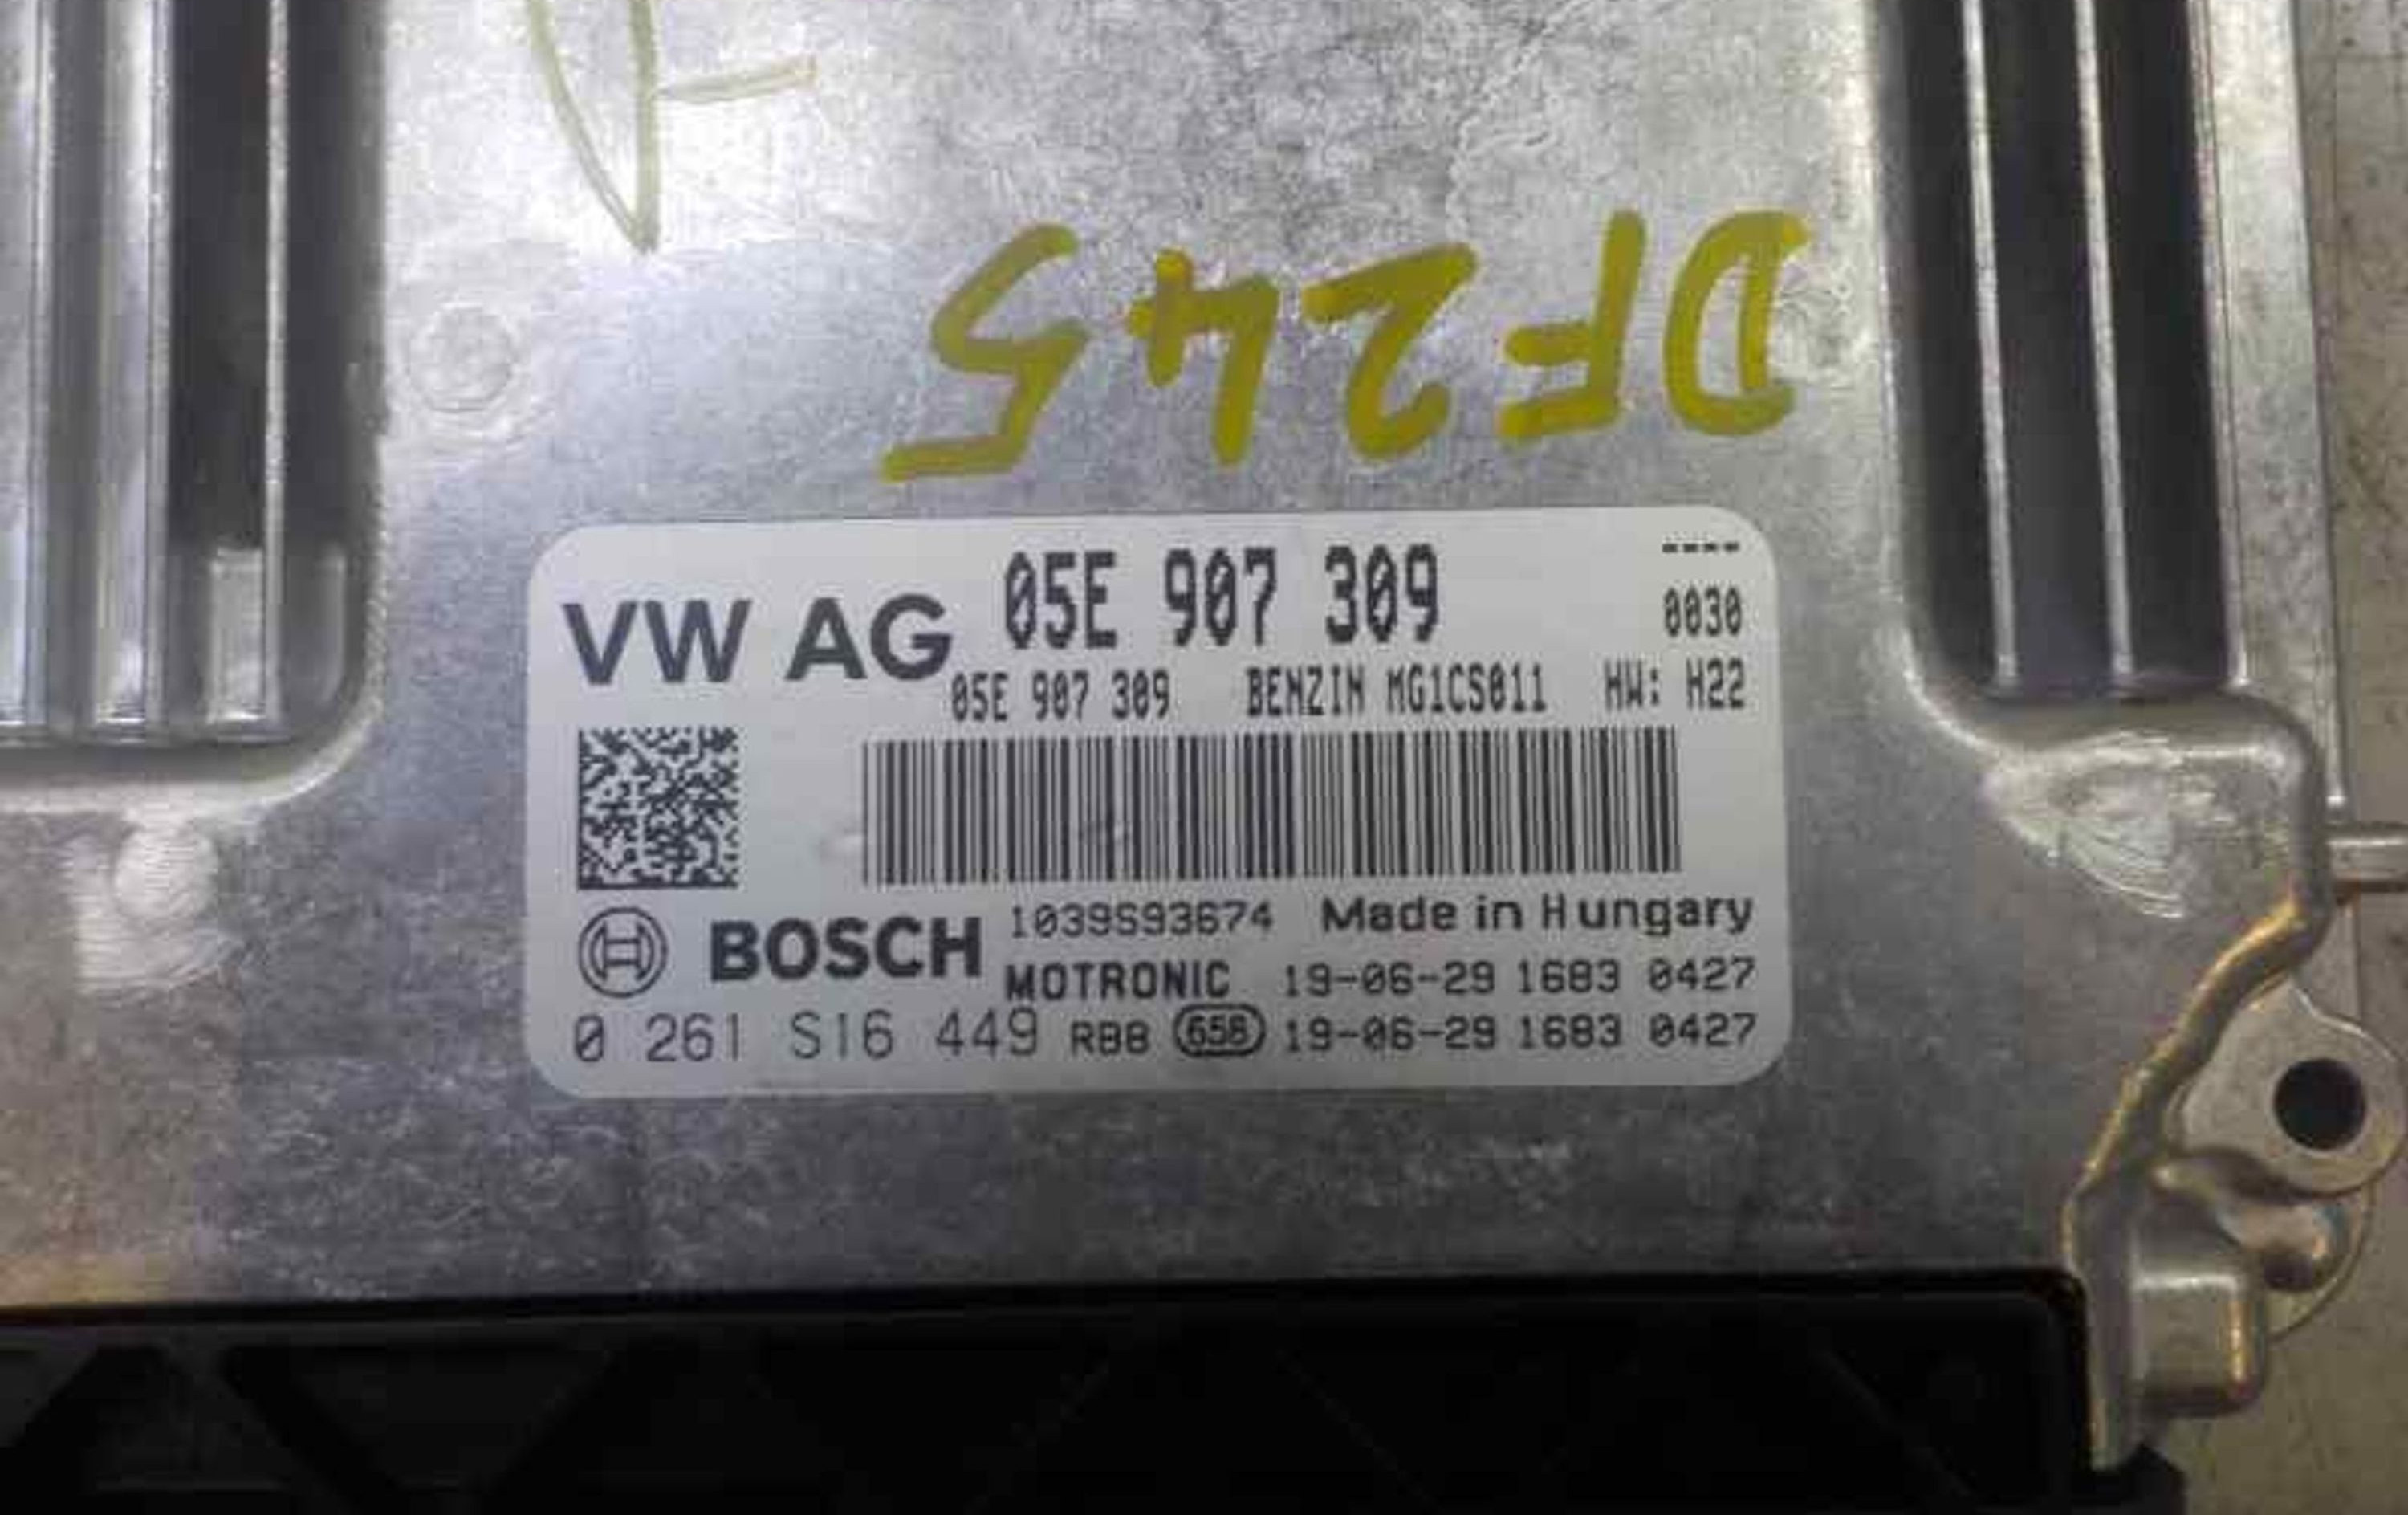 DF245
VW AG 05E 907 309 ----
0030
05E 907 309 BENZIN MG1CS011 HW: H22
BOSCH 1039S93674 Made in Hungary
MOTRONIC 19-06-29 1683 0427
0 261 S16 449 RBB 658 19-06-29 1683 0427